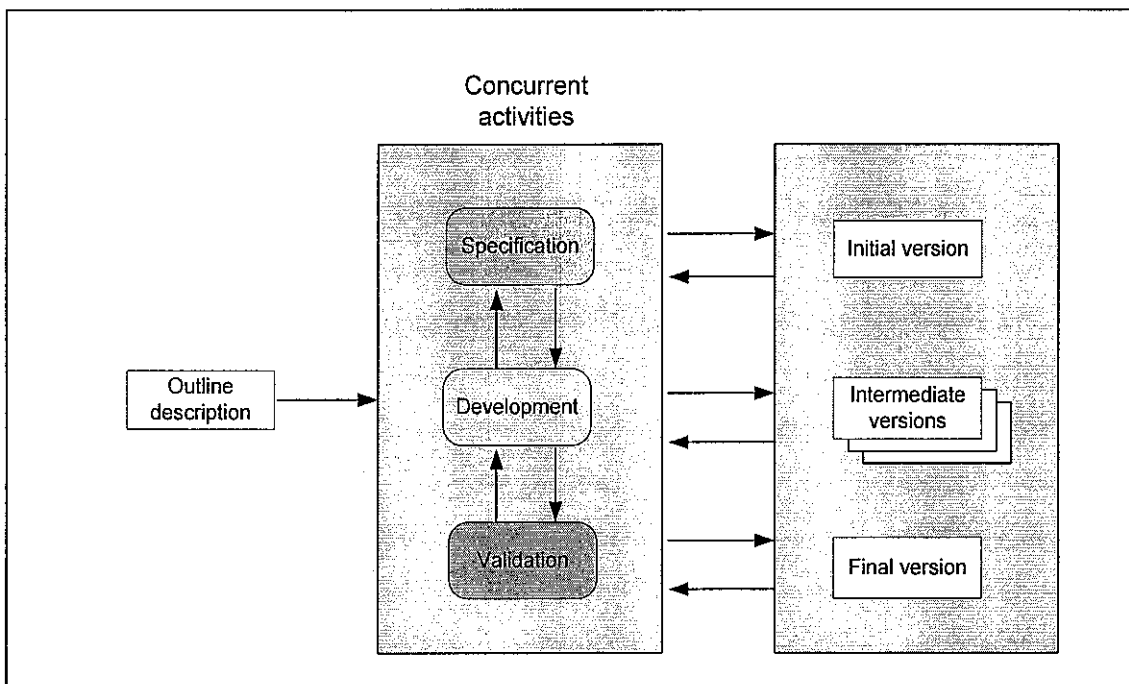 Concurrent
activities
Specification
Initial version
Outline
description
Development
Intermediate
versions
Validation
Final version